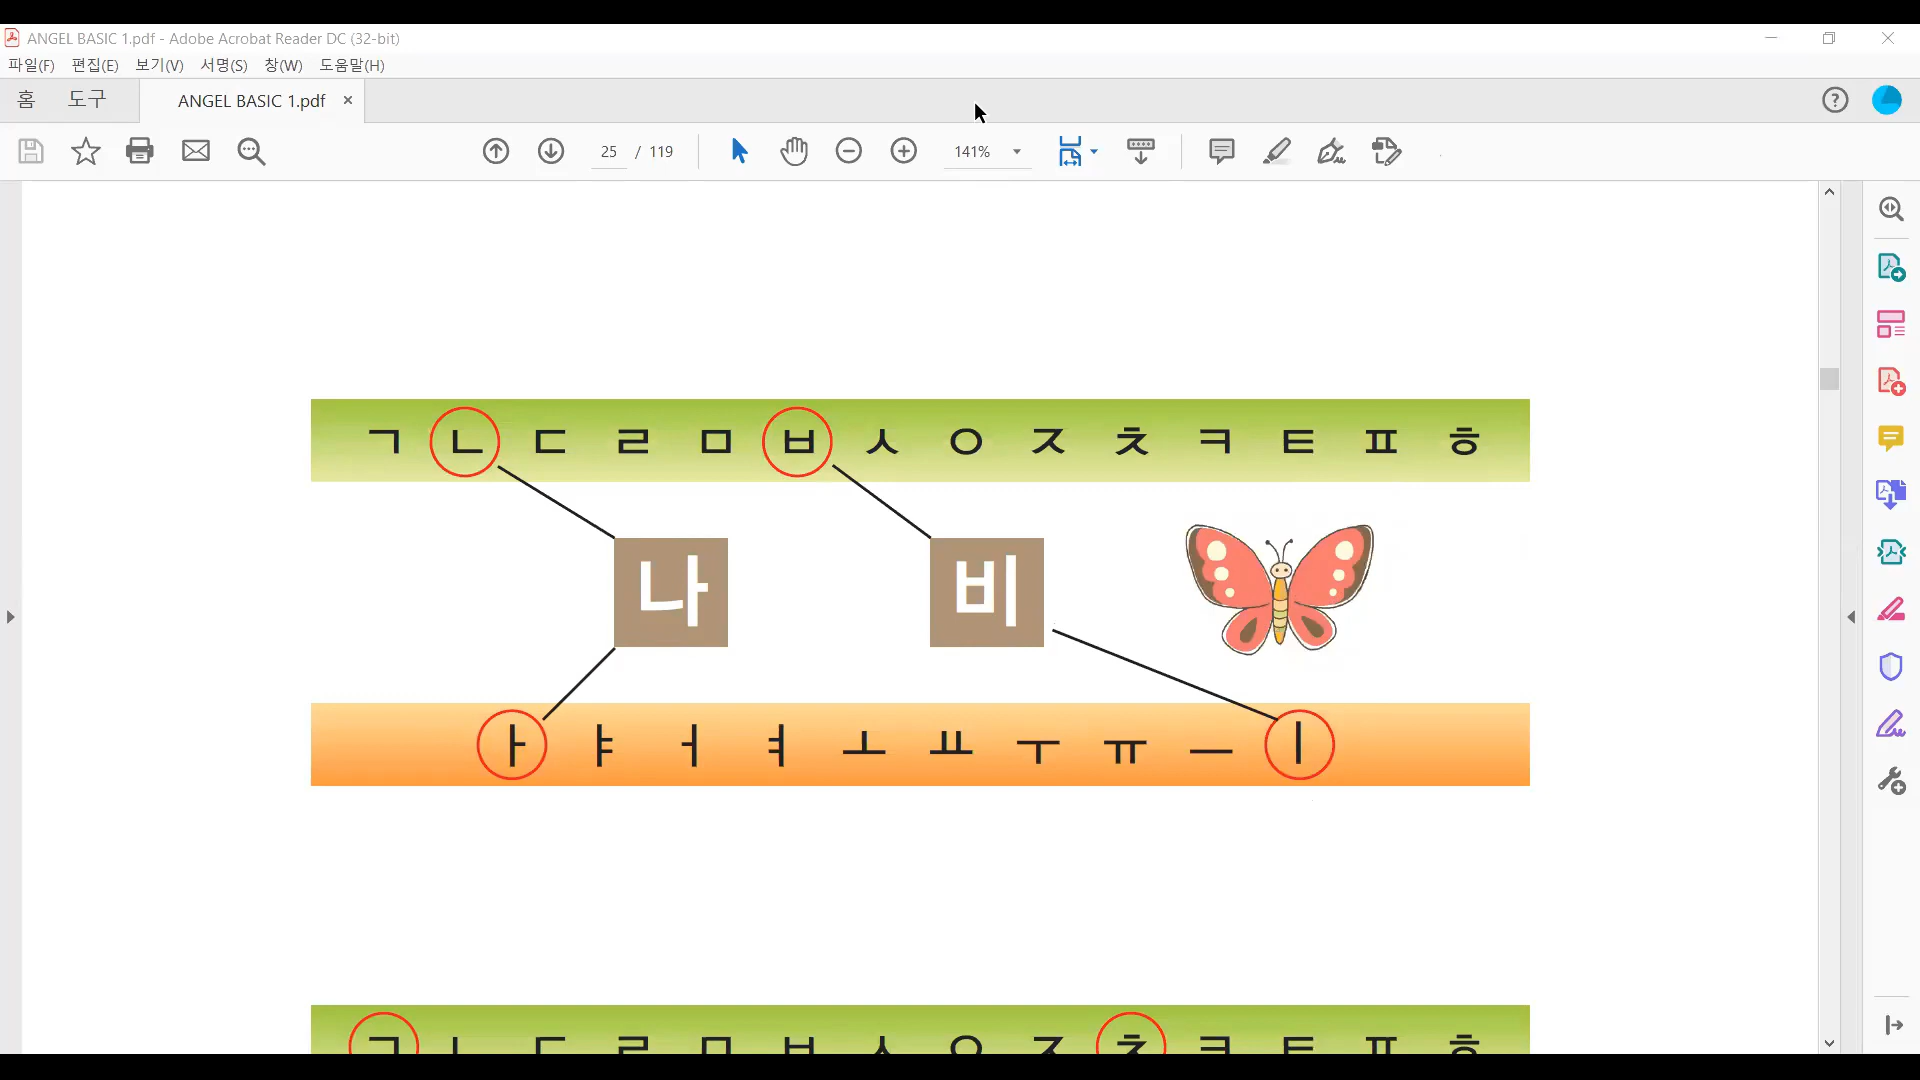 ANGEL BASIC 1.pdf - Adobe Acrobat Reader DC (32-bit)
파일(F) 편집(E) 보기(V) 서명(S) 창(W) 도움말(H)
홈 도구 ANGEL BASIC 1.pdf
25 / 119 141%
ㄱ ㄴ ㄷ ㄹ ㅁ ㅂ ㅅ ㅇ ㅈ ㅊ ㅋ ㅌ ㅍ ㅎ
나 비
ㅏ ㅑ ㅓ ㅕ ㅗ ㅛ ㅜ ㅠ ㅡ ㅣ
ㄱ ㄴ ㄷ ㄹ ㅁ ㅂ ㅅ ㅇ ㅈ ㅊ ㅋ ㅌ ㅍ ㅎ